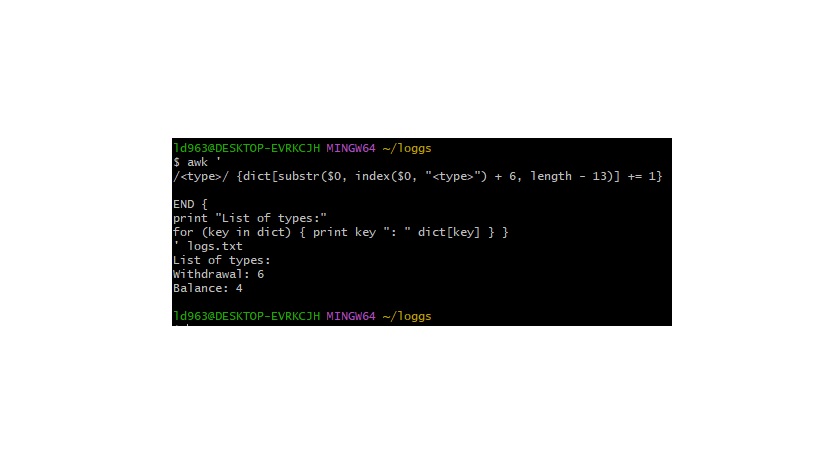 ld963@DESKTOP-EVRKCJH MINGW64 ~/loggs
$ awk '
/<type>/ {dict[substr($0, index($0, "<type>") + 6, length - 13)] += 1}
END {
print "List of types:"
for (key in dict) { print key ": " dict[key] } }
' logs.txt
List of types:
Withdrawal: 6
Balance: 4
ld963@DESKTOP-EVRKCJH MINGW64 ~/loggs